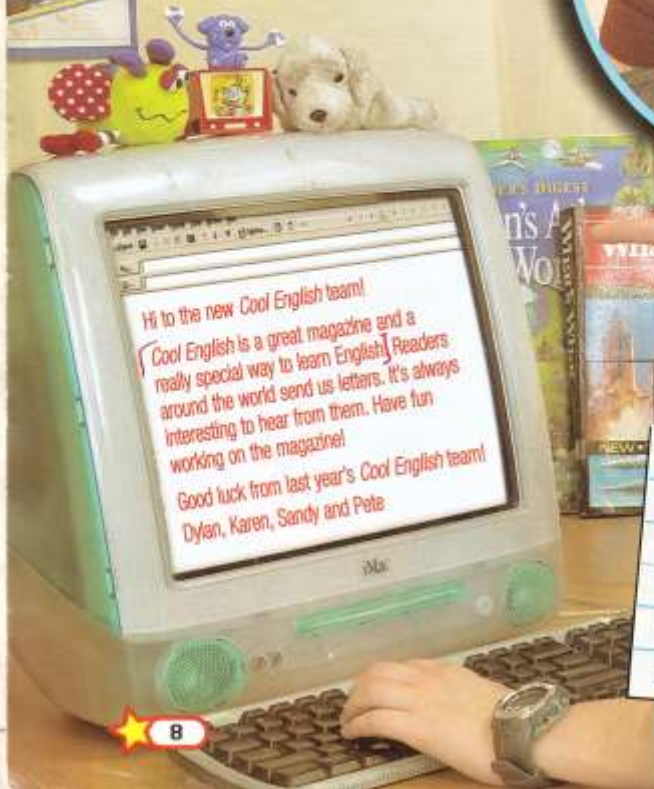 Hi to the new Cool English team!
Cool English is a great magazine and a
really special way to learn English. Readers
around the world send us letters. It's always
interesting to hear from them. Have fun
working on the magazine!
Good luck from last year's Cool English team!
Dylan, Karen, Sandy and Pete
iMac
DIGEST
NEW
8